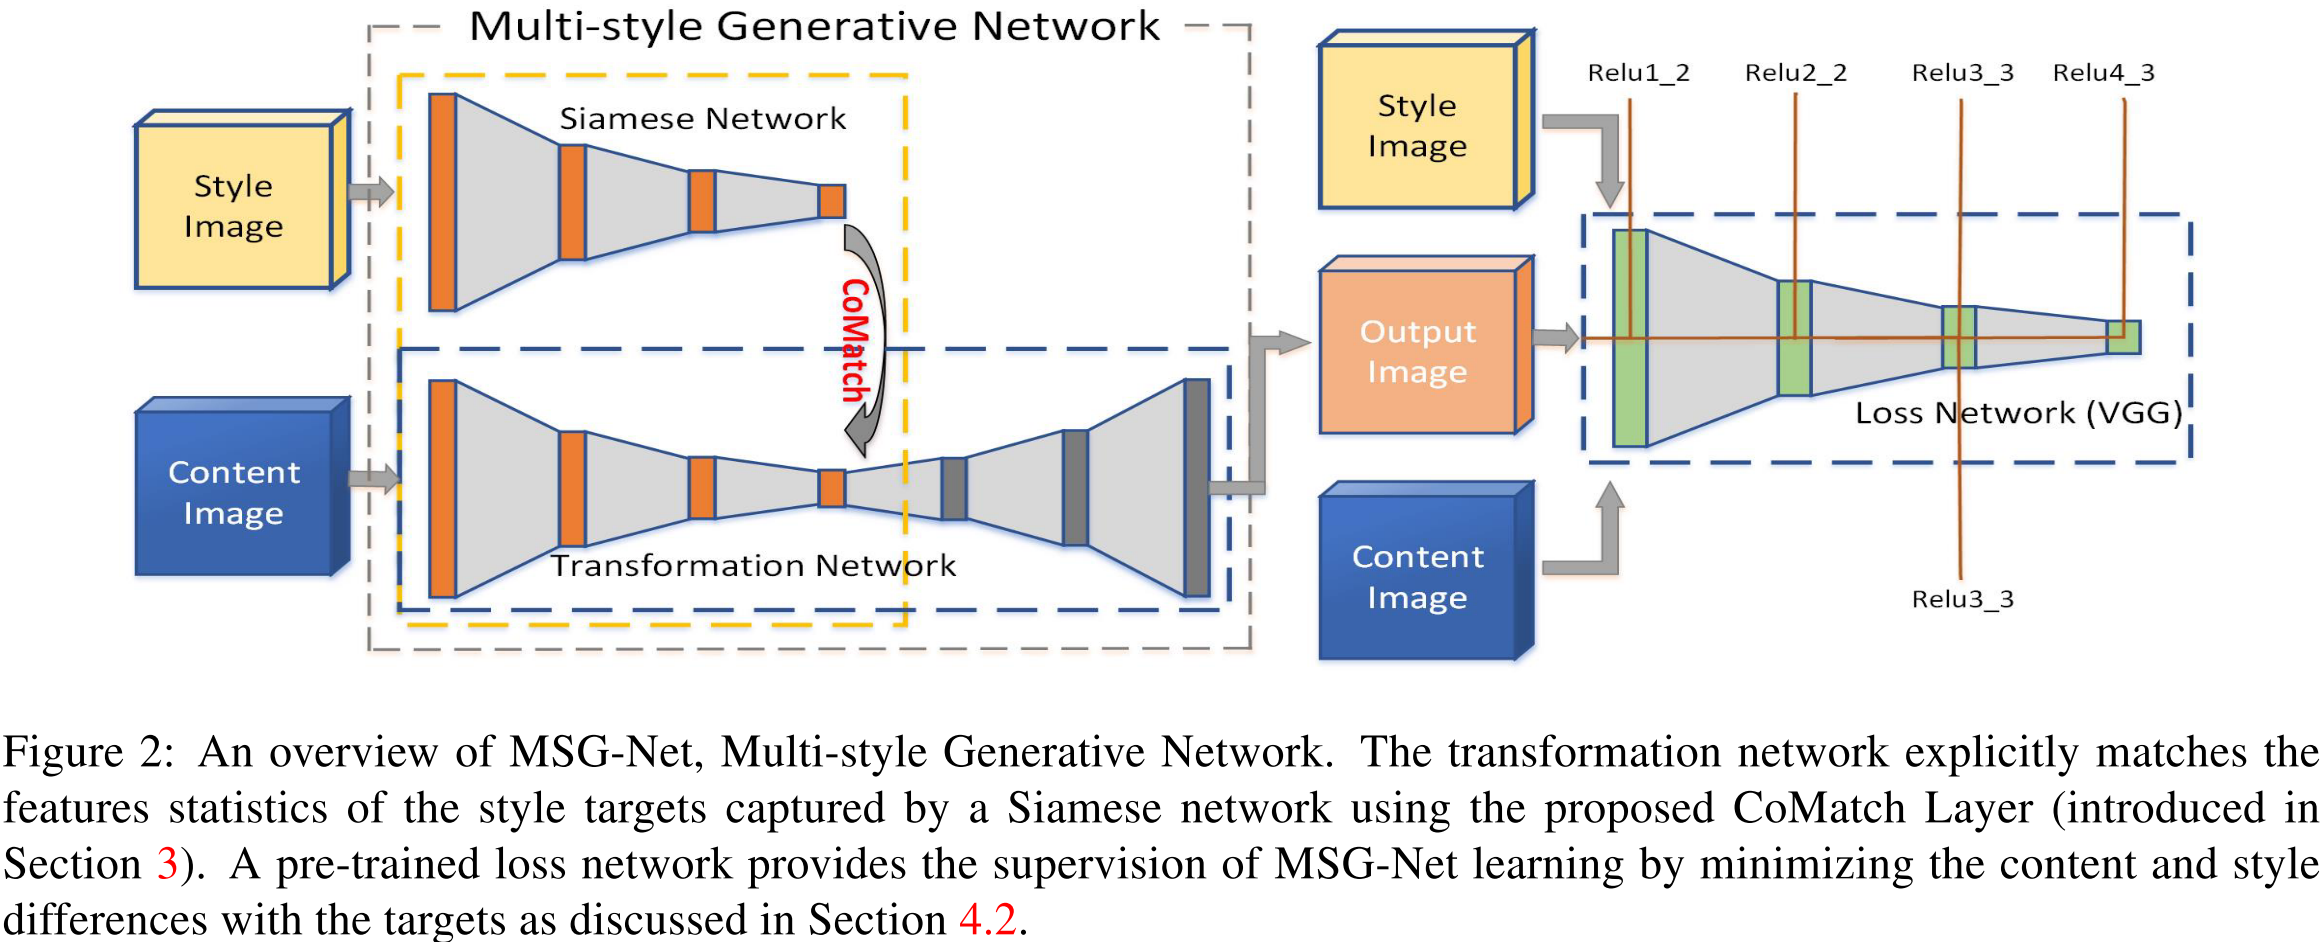 Multi-style Generative Network
Siamese Network
Style
Image
CoMatch
Content
Image
Transformation Network
Style
Image
Output
Image
Content
Image
Relu1_2
Relu2_2
Relu3_3
Relu4_3
Loss Network (VGG)
Relu3_3
Figure 2: An overview of MSG-Net, Multi-style Generative Network. The transformation network explicitly matches the
features statistics of the style targets captured by a Siamese network using the proposed CoMatch Layer (introduced in
Section 3). A pre-trained loss network provides the supervision of MSG-Net learning by minimizing the content and style
differences with the targets as discussed in Section 4.2.